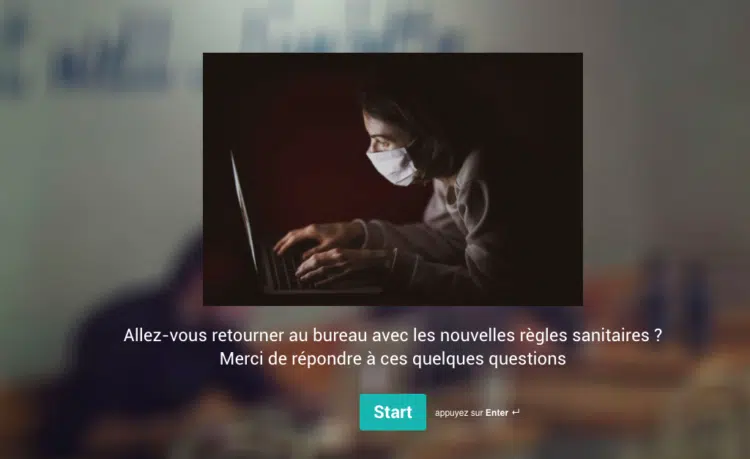 Allez-vous retourner au bureau avec les nouvelles règles sanitaires ?
Merci de répondre à ces quelques questions
Start
appuyez sur Enter ↵